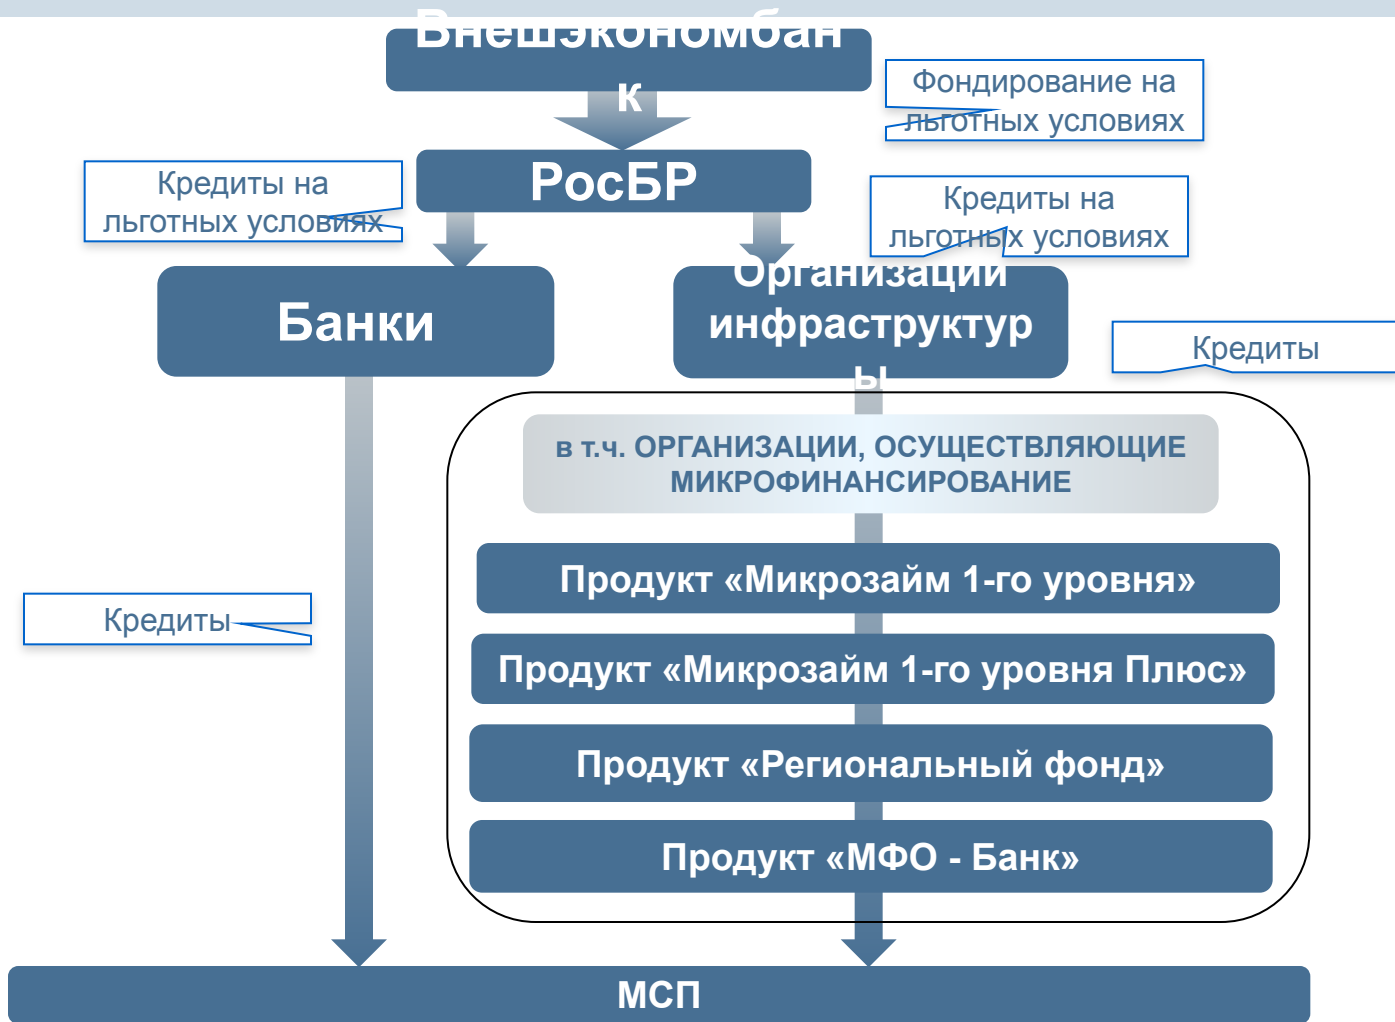 Внешэкономбан
к
Фондирование на
льготных условиях
РосБР
Кредиты на
льготных условиях
Кредиты на
льготных условиях
Банки
Организации
инфраструктур
ы
Кредиты
в т.ч. ОРГАНИЗАЦИИ, ОСУЩЕСТВЛЯЮЩИЕ
МИКРОФИНАНСИРОВАНИЕ
Продукт «Микрозайм 1-го уровня»
Кредиты
Продукт «Микрозайм 1-го уровня Плюс»
Продукт «Региональный фонд»
Продукт «МФО - Банк»
МСП